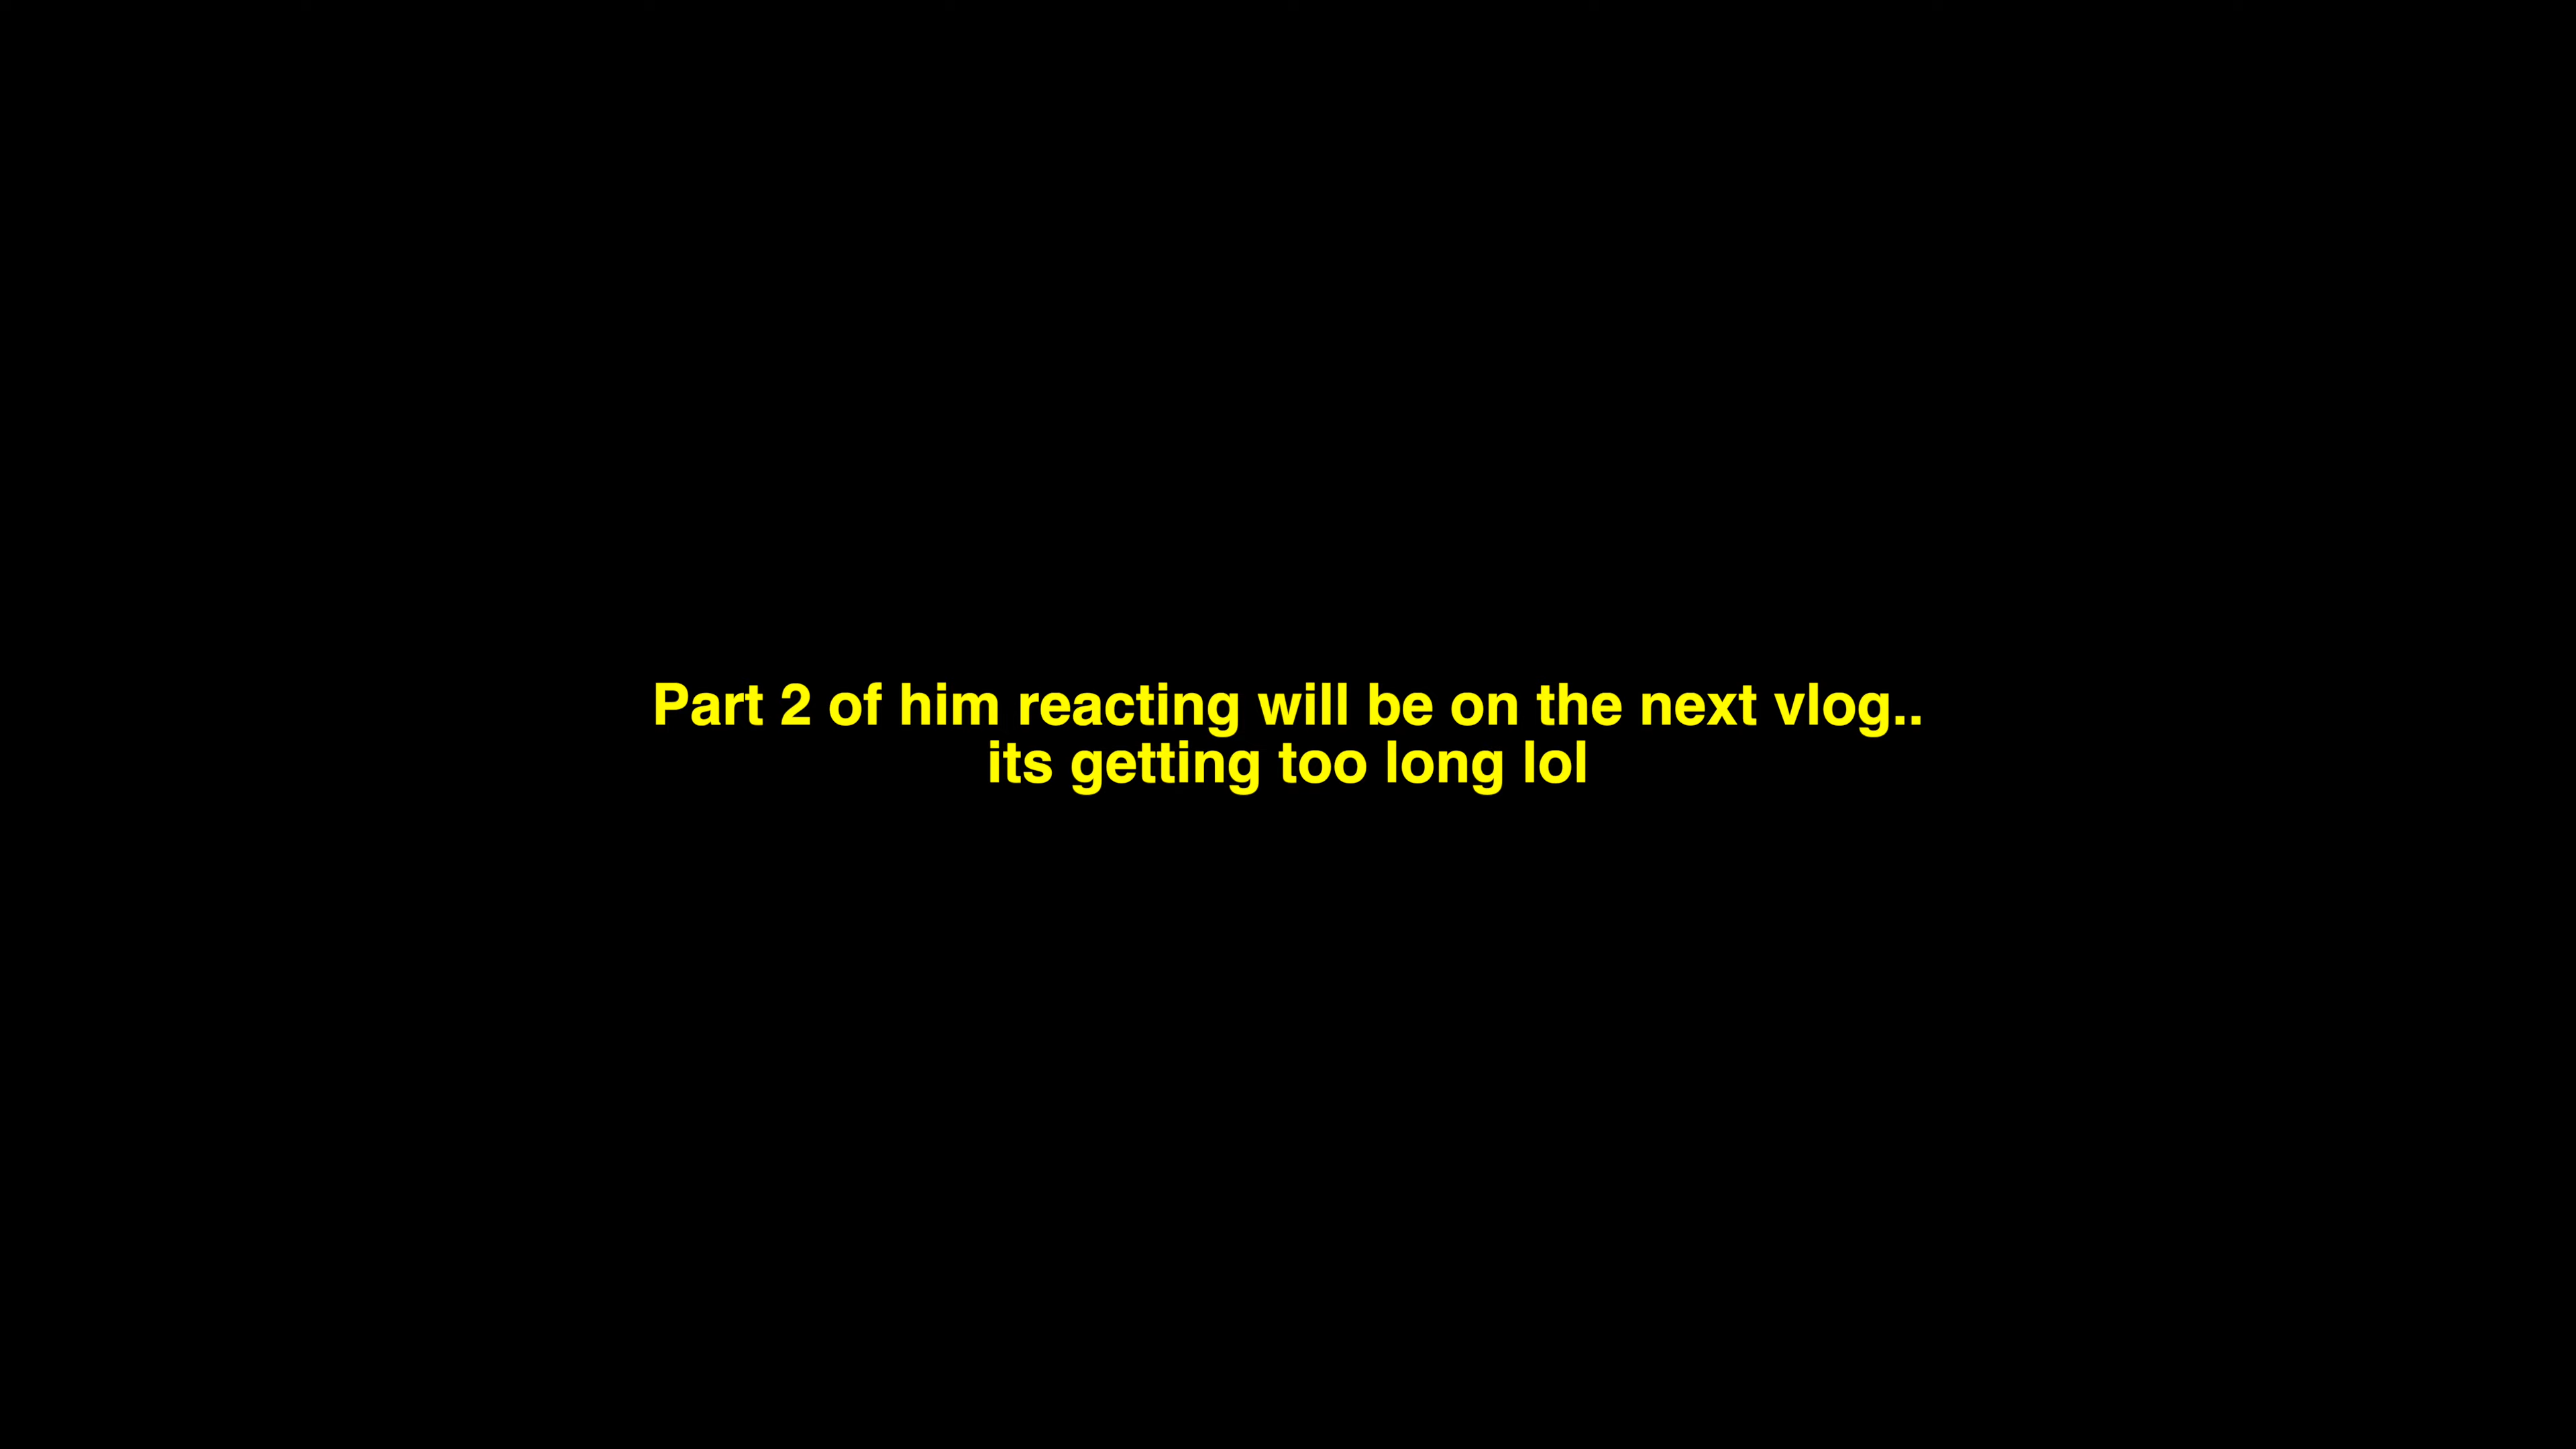 Part 2 of him reacting will be on the next vlog..
its getting too long lol